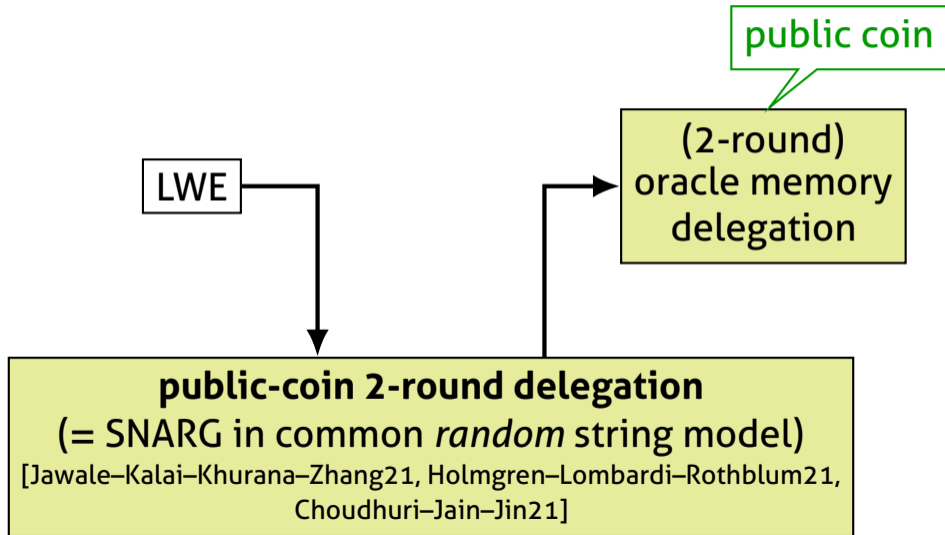 public coin
(2-round)
oracle memory
delegation
LWE
public-coin 2-round delegation
(= SNARG in common random string model)
[Jawale–Kalai–Khurana–Zhang21, Holmgren–Lombardi–Rothblum21,
Choudhuri–Jain–Jin21]